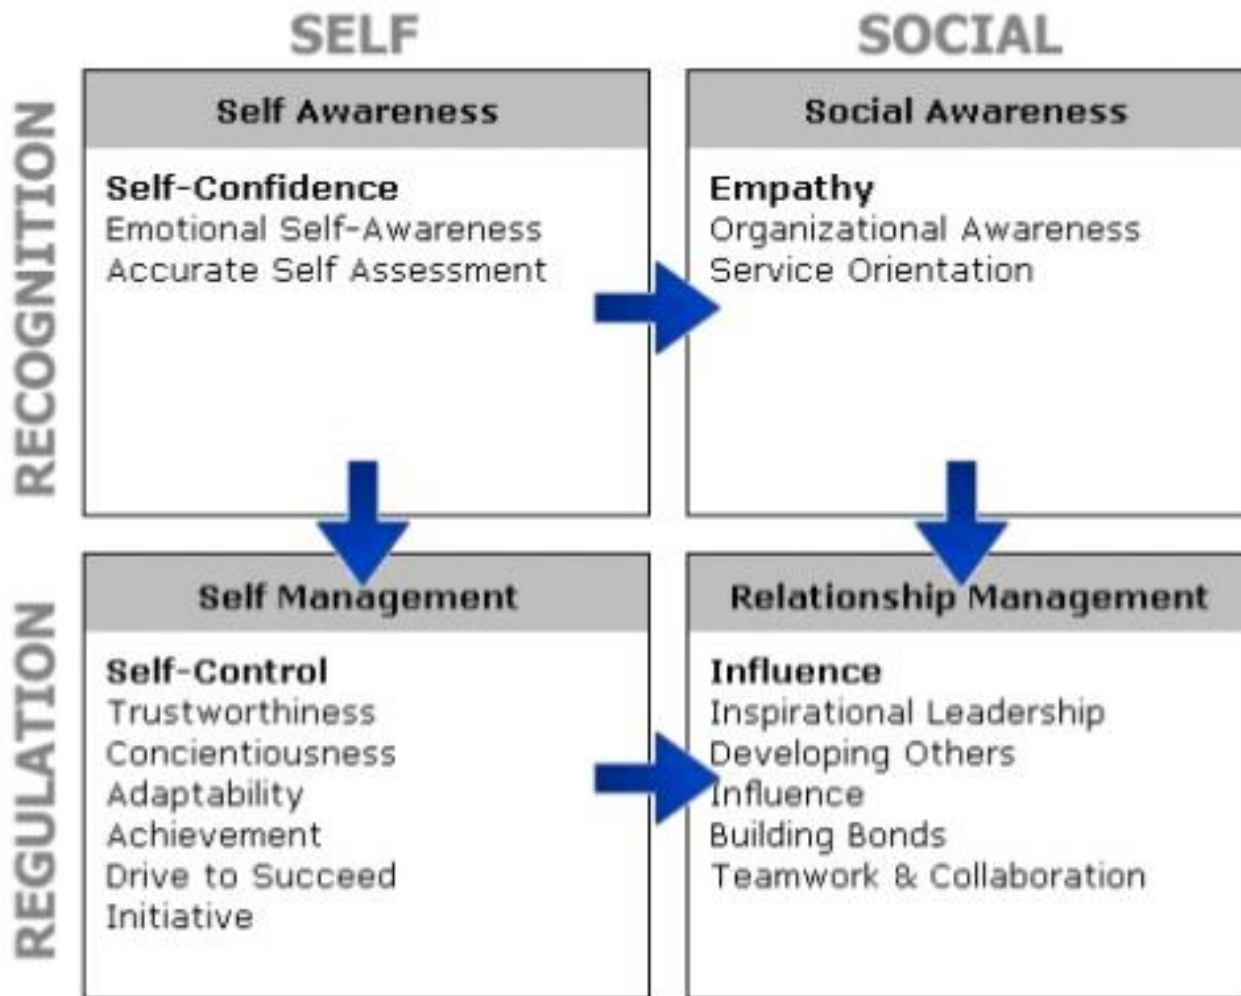 SELF
SOCIAL
RECOGNITION
Self Awareness
Self-Confidence
Emotional Self-Awareness
Accurate Self Assessment
Social Awareness
Empathy
Organizational Awareness
Service Orientation
REGULATION
Self Management
Self-Control
Trustworthiness
Concientiousness
Adaptability
Achievement
Drive to Succeed
Initiative
Relationship Management
Influence
Inspirational Leadership
Developing Others
Influence
Building Bonds
Teamwork & Collaboration